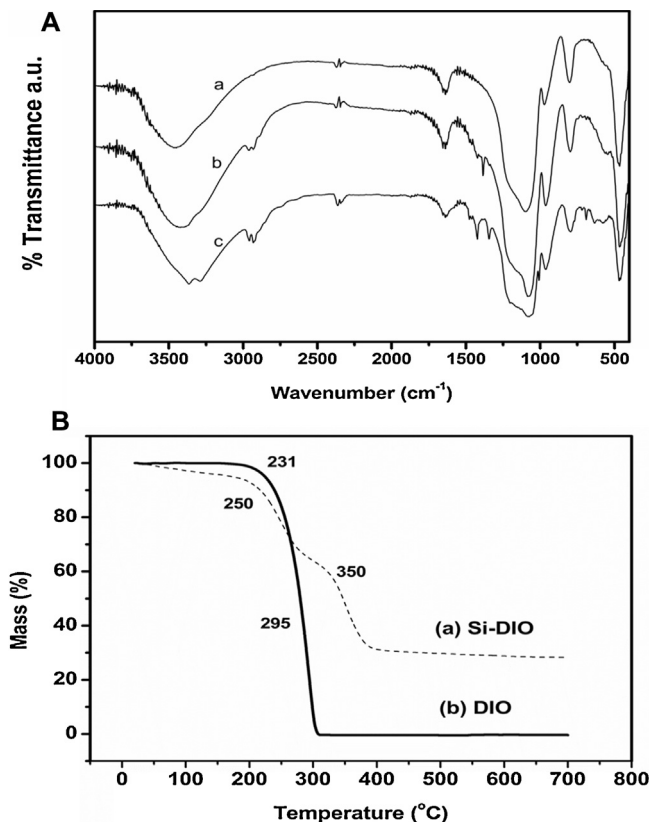 A
% Transmittance a.u.
a
b
c
4000 3500 3000 2500 2000 1500 1000 500
Wavenumber (cm⁻¹)
B
Mass (%)
100
80
60
40
20
0
231
250
350
295
(a) Si-DIO
(b) DIO
0 100 200 300 400 500 600 700 800
Temperature (°C)